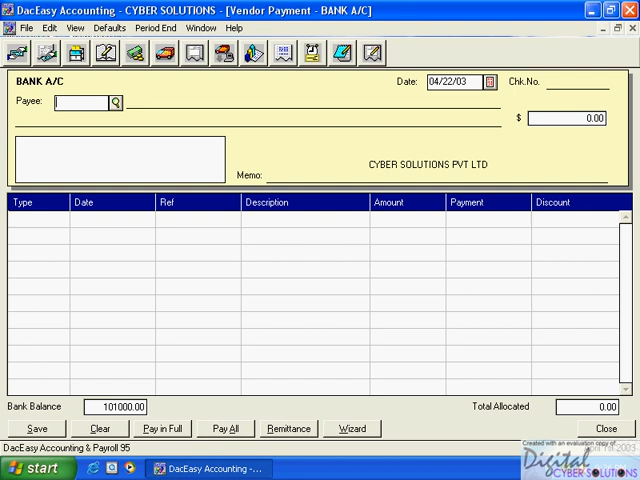 DacEasy Accounting - CYBER SOLUTIONS - [Vendor Payment - BANK A/C]
File Edit View Defaults Period End Window Help
BANK A/C
Date: 04/22/03 Chk.No.
Payee:
$ 0.00
CYBER SOLUTIONS PVT LTD
Memo:
Type Date Ref Description Amount Payment Discount
Bank Balance 101000.00 Total Allocated 0.00
Save Clear Pay in Full Pay All Remittance Wizard Close
DacEasy Accounting & Payroll 95
Created with an evaluation copy of
start DacEasy Accounting -...
Digital
CYBER SOLUTIONS